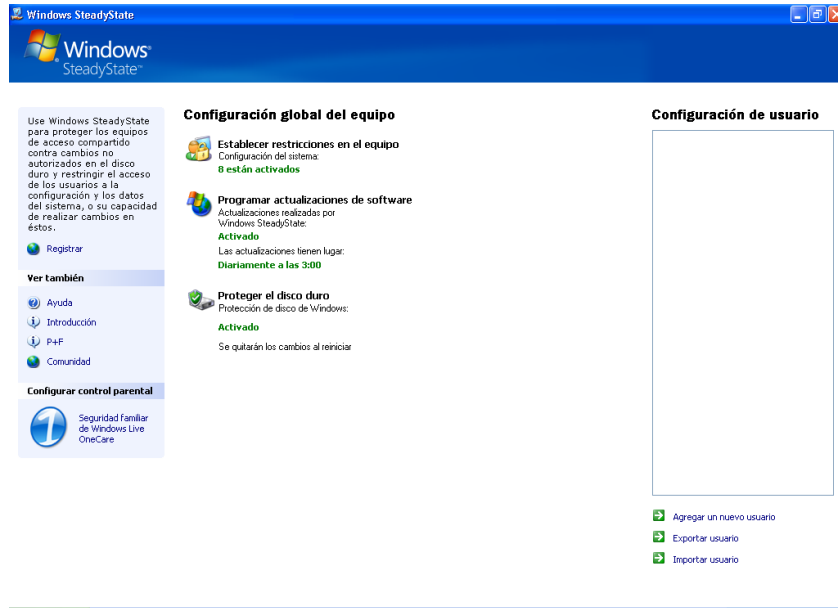 Windows SteadyState
Windows®
SteadyState™
Use Windows SteadyState
para proteger los equipos
de acceso compartido
contra cambios no
autorizados en el disco
duro y restringir el acceso
de los usuarios a la
configuración y los datos
del sistema, o su capacidad
de realizar cambios en
éstos.
Registrar
Ver también
Ayuda
Introducción
P+F
Comunidad
Configurar control parental
Seguridad familiar
de Windows Live
OneCare
Configuración global del equipo
Establecer restricciones en el equipo
Configuración del sistema:
8 están activados
Programar actualizaciones de software
Actualizaciones realizadas por
Windows SteadyState:
Activado
Las actualizaciones tienen lugar:
Diariamente a las 3:00
Proteger el disco duro
Protección de disco de Windows:
Activado
Se quitarán los cambios al reiniciar
Configuración de usuario
Agregar un nuevo usuario
Exportar usuario
Importar usuario